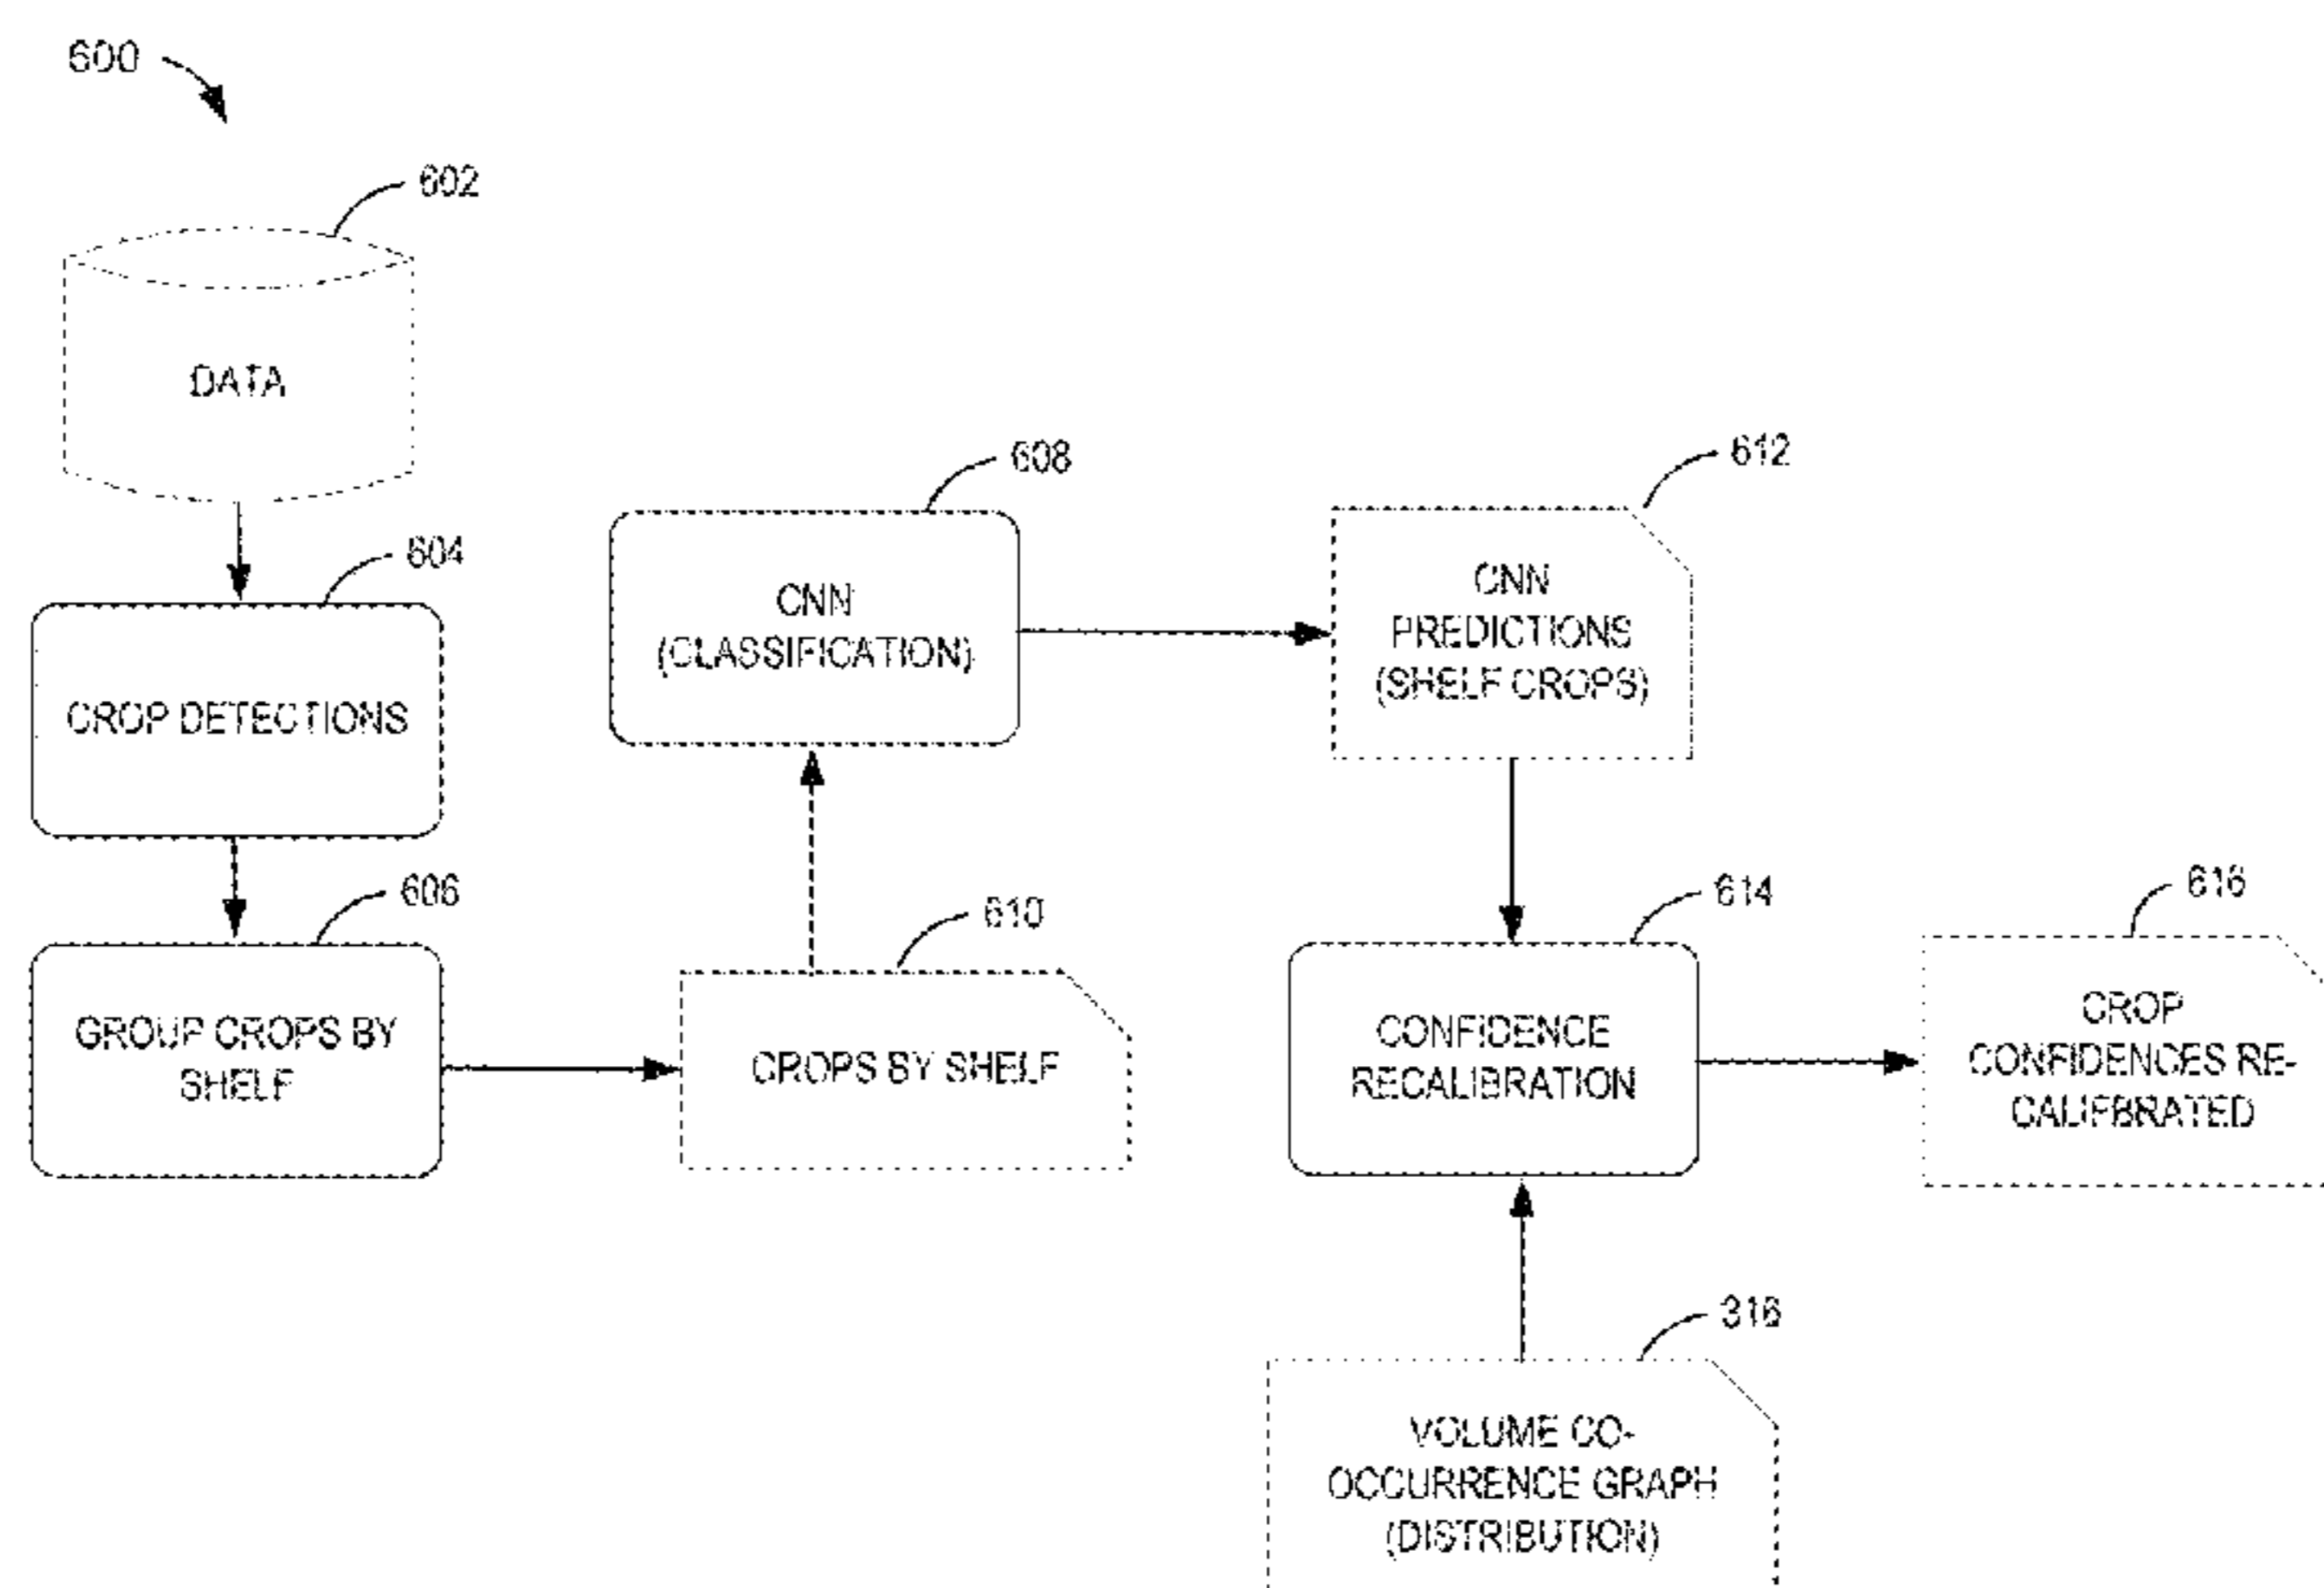 600
602
DATA
604
CROP DETECTIONS
606
GROUP CROPS BY
SHELF
608
CNN
(CLASSIFICATION)
610
CROPS BY SHELF
612
CNN
PREDICTIONS
(SHELF CROPS)
614
CONFIDENCE
RECALIBRATION
616
CROP
CONFIDENCES RE-
CALIFBRATED
316
VOLUME CO-
OCCURRENCE GRAPH
(DISTRIBUTION)